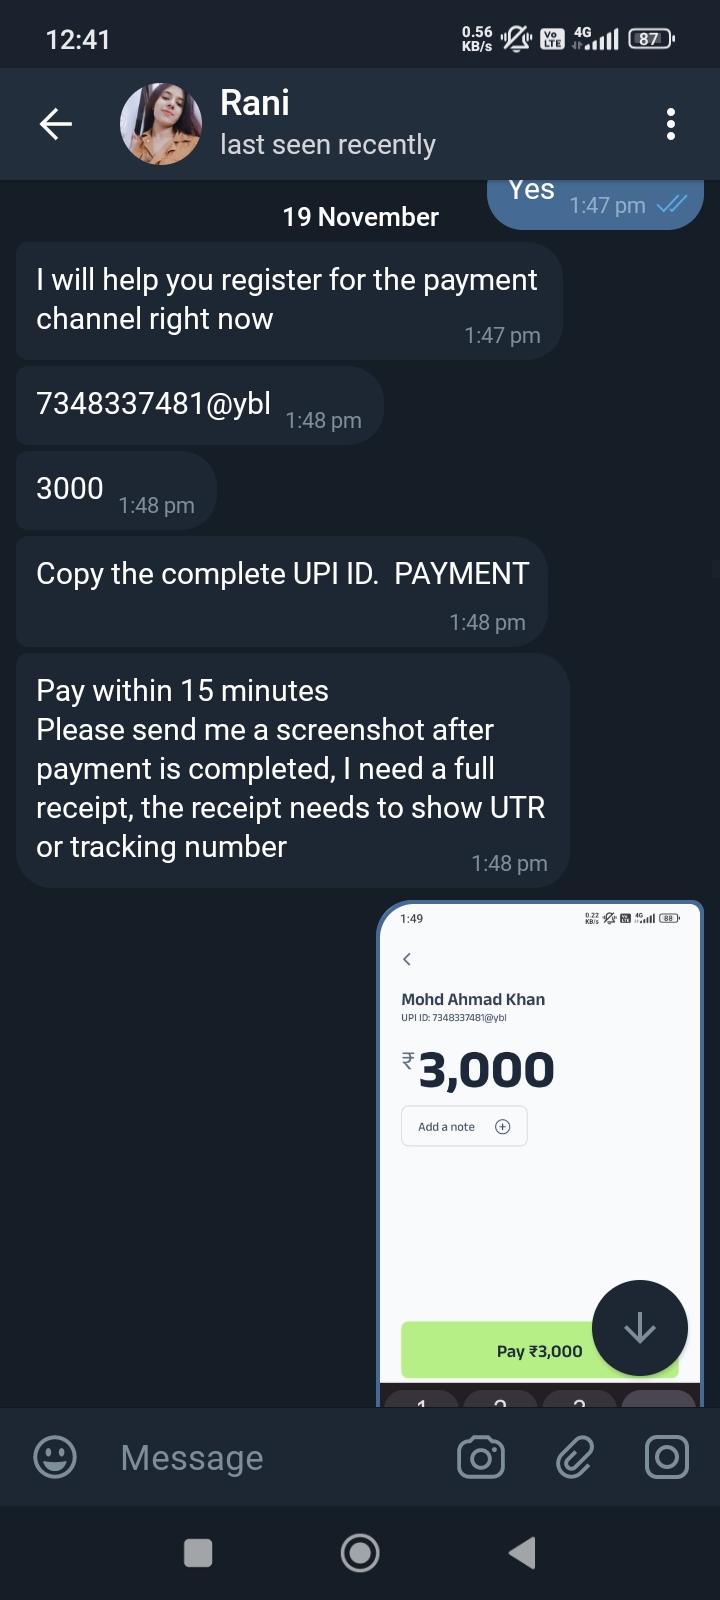 12:41
0.56
KB/s
Vo
LTE
4G
87
Rani
last seen recently
Yes
1:47 pm
19 November
I will help you register for the payment
channel right now
1:47 pm
7348337481@ybl
1:48 pm
3000
1:48 pm
Copy the complete UPI ID.  PAYMENT
1:48 pm
Pay within 15 minutes
Please send me a screenshot after
payment is completed, I need a full
receipt, the receipt needs to show UTR
or tracking number
1:48 pm
1:49
0.22
KB/s
4G
88
Mohd Ahmad Khan
UPI ID: 7348337481@ybl
₹3,000
Add a note
Pay ₹3,000
1 2 3
Message